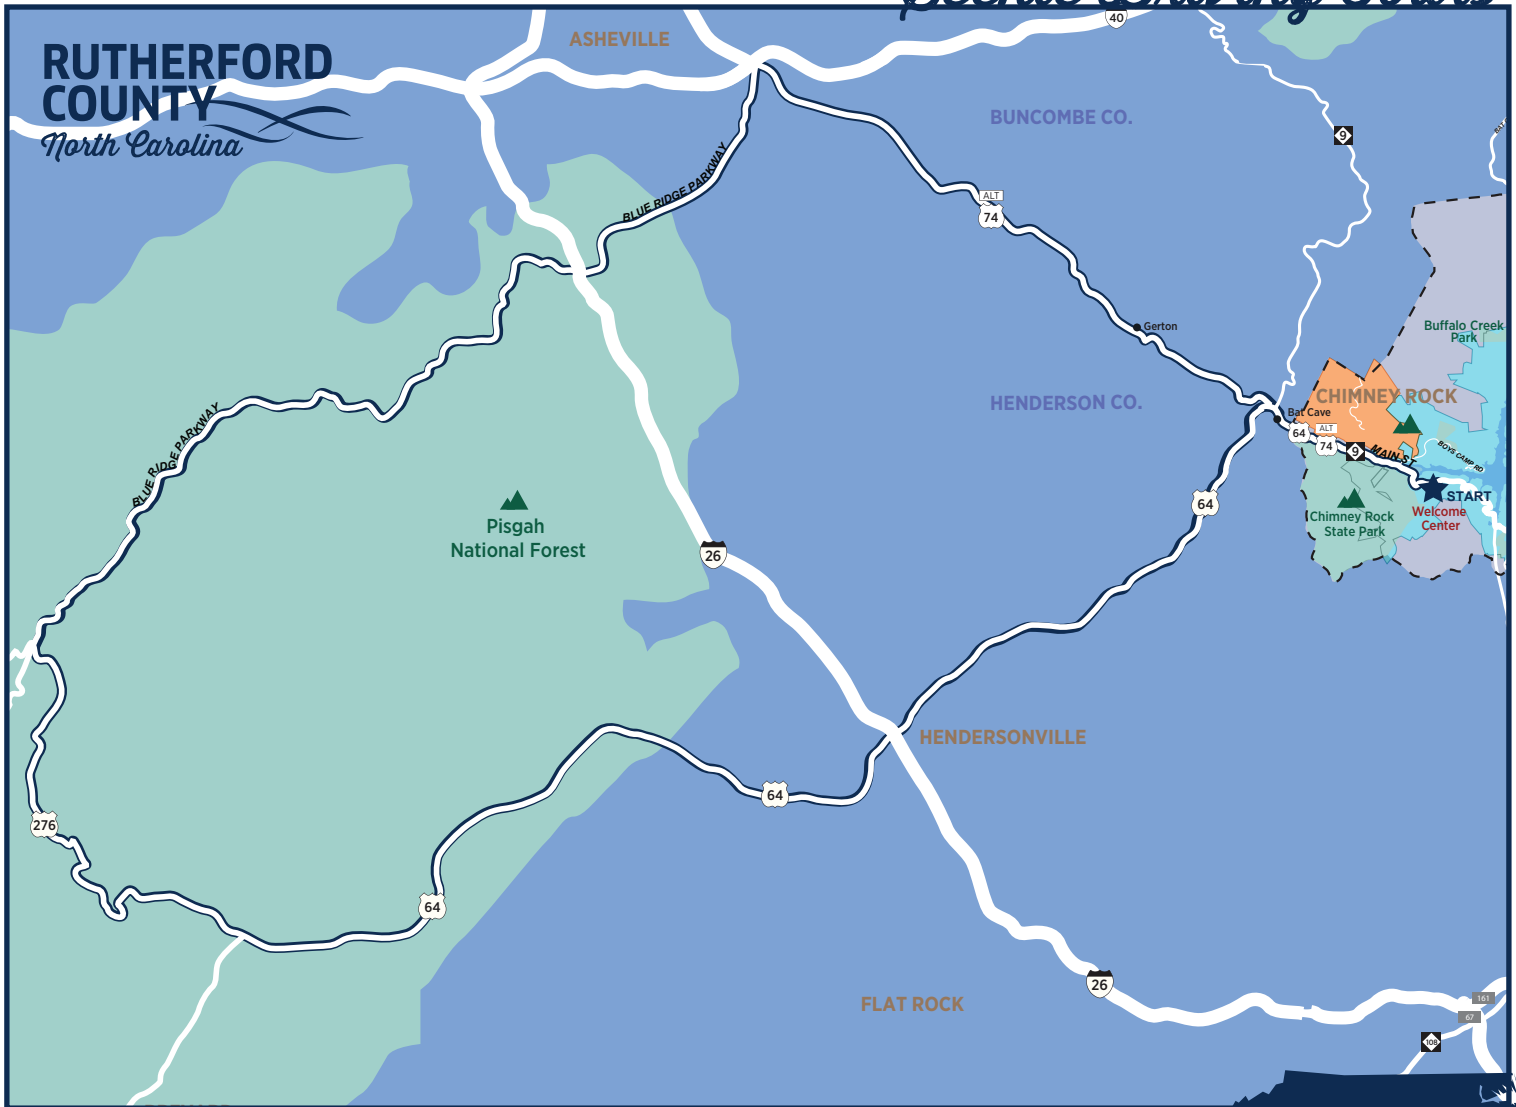 Scenic Driving Tours
40
ASHEVILLE
RUTHERFORD
COUNTY
North Carolina
BUNCOMBE CO.
9
BLUE RIDGE PARKWAY
ALT
74
Gerton
Buffalo Creek
Park
HENDERSON CO.
CHIMNEY ROCK
Bat Cave
64
ALT
74
9
MAIN ST
BOYS CAMP RD
BLUE RIDGE PARKWAY
START
Welcome
Center
Chimney Rock
State Park
64
Pisgah
National Forest
26
HENDERSONVILLE
64
276
64
26
FLAT ROCK
161
67
108